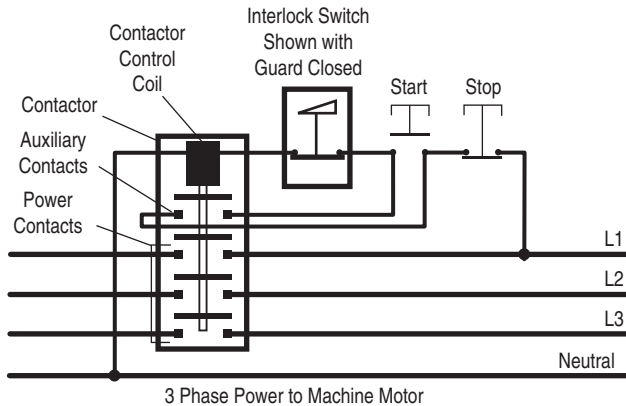 Interlock Switch
Shown with
Guard Closed
Contactor
Control
Coil
Start
Stop
Contactor
Auxiliary
Contacts
Power
Contacts
L1
L2
L3
Neutral
3 Phase Power to Machine Motor